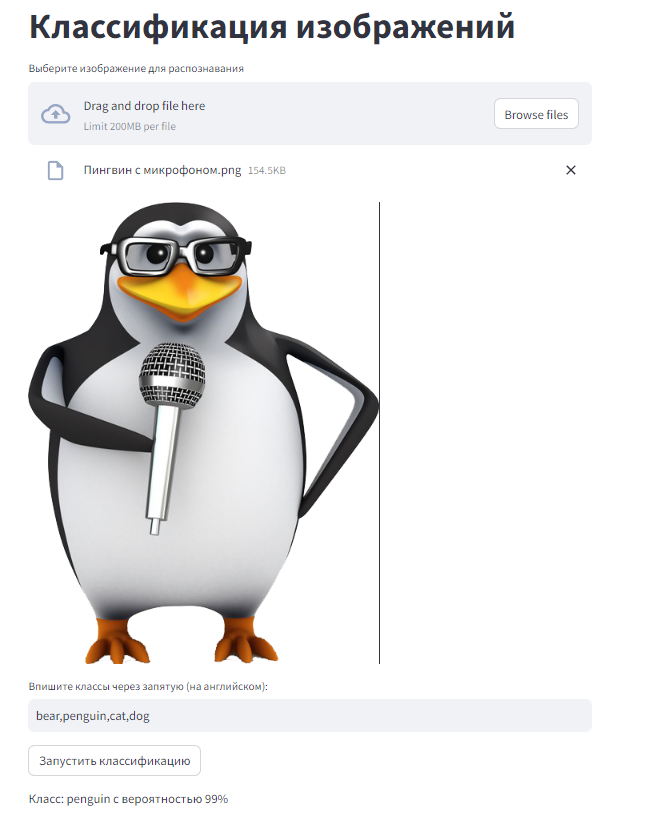 Классификация изображений
Выберите изображение для распознавания
Drag and drop file here
Limit 200MB per file
Browse files
Пингвин с микрофоном.png 154.5KB
Впишите классы через запятую (на английском):
bear,penguin,cat,dog
Запустить классификацию
Класс: penguin с вероятностью 99%